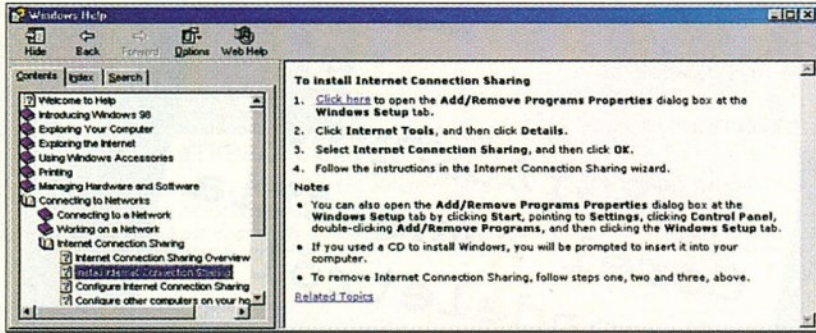 Windows Help
Hide Back Forward Options Web Help
Contents Index Search
Welcome to Help
Introducing Windows 98
Exploring Your Computer
Exploring the Internet
Using Windows Accessories
Printing
Managing Hardware and Software
Connecting to Networks
Connecting to a Network
Working on a Network
Internet Connection Sharing
Internet Connection Sharing Overview
Install Internet Connection Sharing
Configure Internet Connection Sharing
Configure other computers on your ho
To install Internet Connection Sharing
1. Click here to open the Add/Remove Programs Properties dialog box at the
Windows Setup tab.
2. Click Internet Tools, and then click Details.
3. Select Internet Connection Sharing, and then click OK.
4. Follow the instructions in the Internet Connection Sharing wizard.
Notes
• You can also open the Add/Remove Programs Properties dialog box at the
Windows Setup tab by clicking Start, pointing to Settings, clicking Control Panel,
double-clicking Add/Remove Programs, and then clicking the Windows Setup tab.
• If you used a CD to install Windows, you will be prompted to insert it into your
computer.
• To remove Internet Connection Sharing, follow steps one, two and three, above.
Related Topics